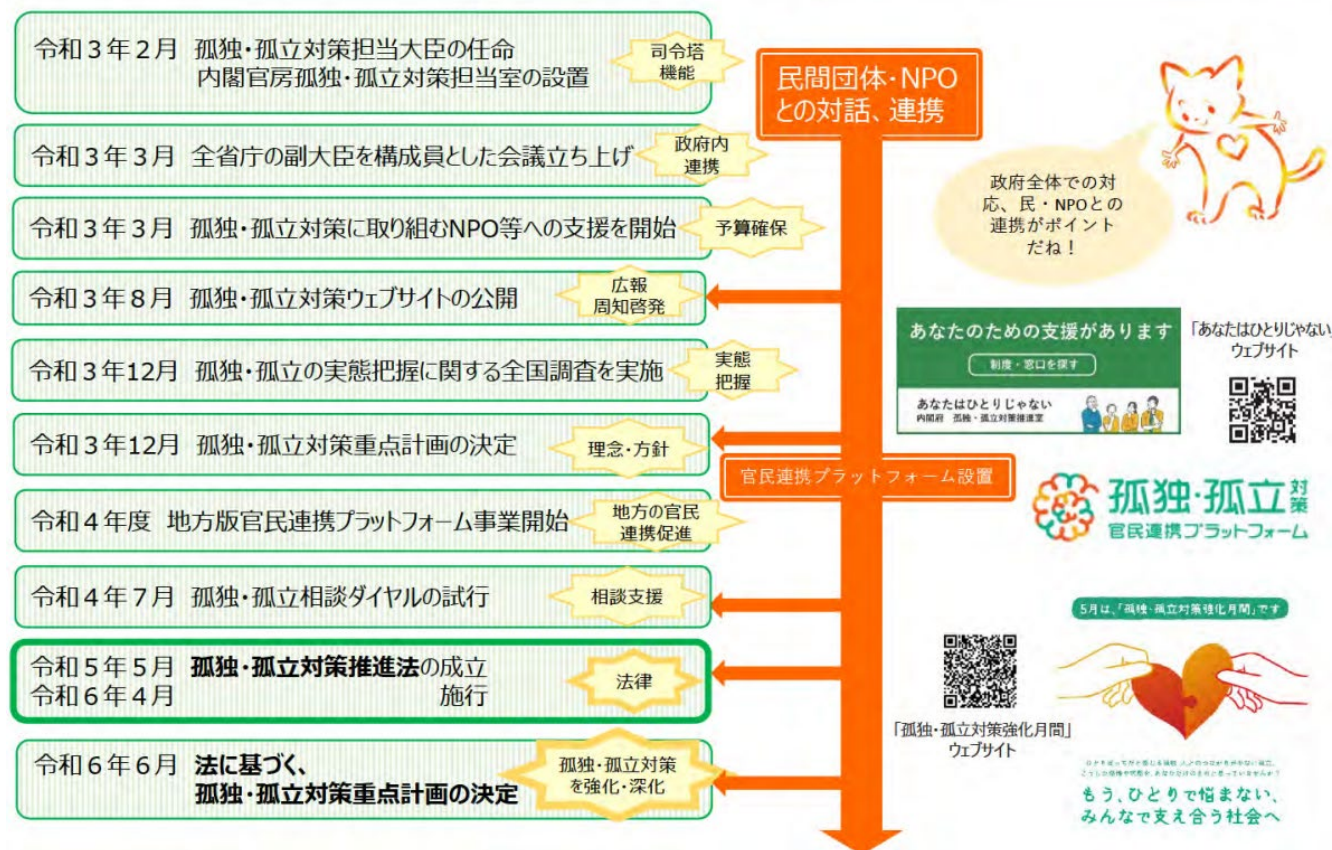 令和３年２月 孤独・孤立対策担当大臣の任命
内閣官房孤独・孤立対策担当室の設置
司令塔
機能
令和３年３月 全省庁の副大臣を構成員とした会議立ち上げ
政府内
連携
令和３年３月 孤独・孤立対策に取り組むNPO等への支援を開始
予算確保
令和３年８月 孤独・孤立対策ウェブサイトの公開
広報
周知啓発
令和３年12月 孤独・孤立の実態把握に関する全国調査を実施
実態
把握
令和３年12月 孤独・孤立対策重点計画の決定
理念・方針
令和４年度 地方版官民連携プラットフォーム事業開始
地方の官民
連携促進
令和４年７月 孤独・孤立相談ダイヤルの試行
相談支援
令和５年５月 孤独・孤立対策推進法の成立
令和６年４月 施行
法律
令和６年６月 法に基づく、
孤独・孤立対策重点計画の決定
孤独・孤立対策
を強化・深化
民間団体・NPO
との対話、連携
官民連携プラットフォーム設置
政府全体での対
応、民・NPOとの
連携がポイント
だね！
あなたのための支援があります
制度・窓口を探す
あなたはひとりじゃない
内閣府 孤独・孤立対策推進室
「あなたはひとりじゃない」
ウェブサイト
孤独・孤立対策
官民連携プラットフォーム
5月は、「孤独・孤立対策強化月間」です
「孤独・孤立対策強化月間」
ウェブサイト
もう、ひとりで悩まない、
みんなで支え合う社会へ